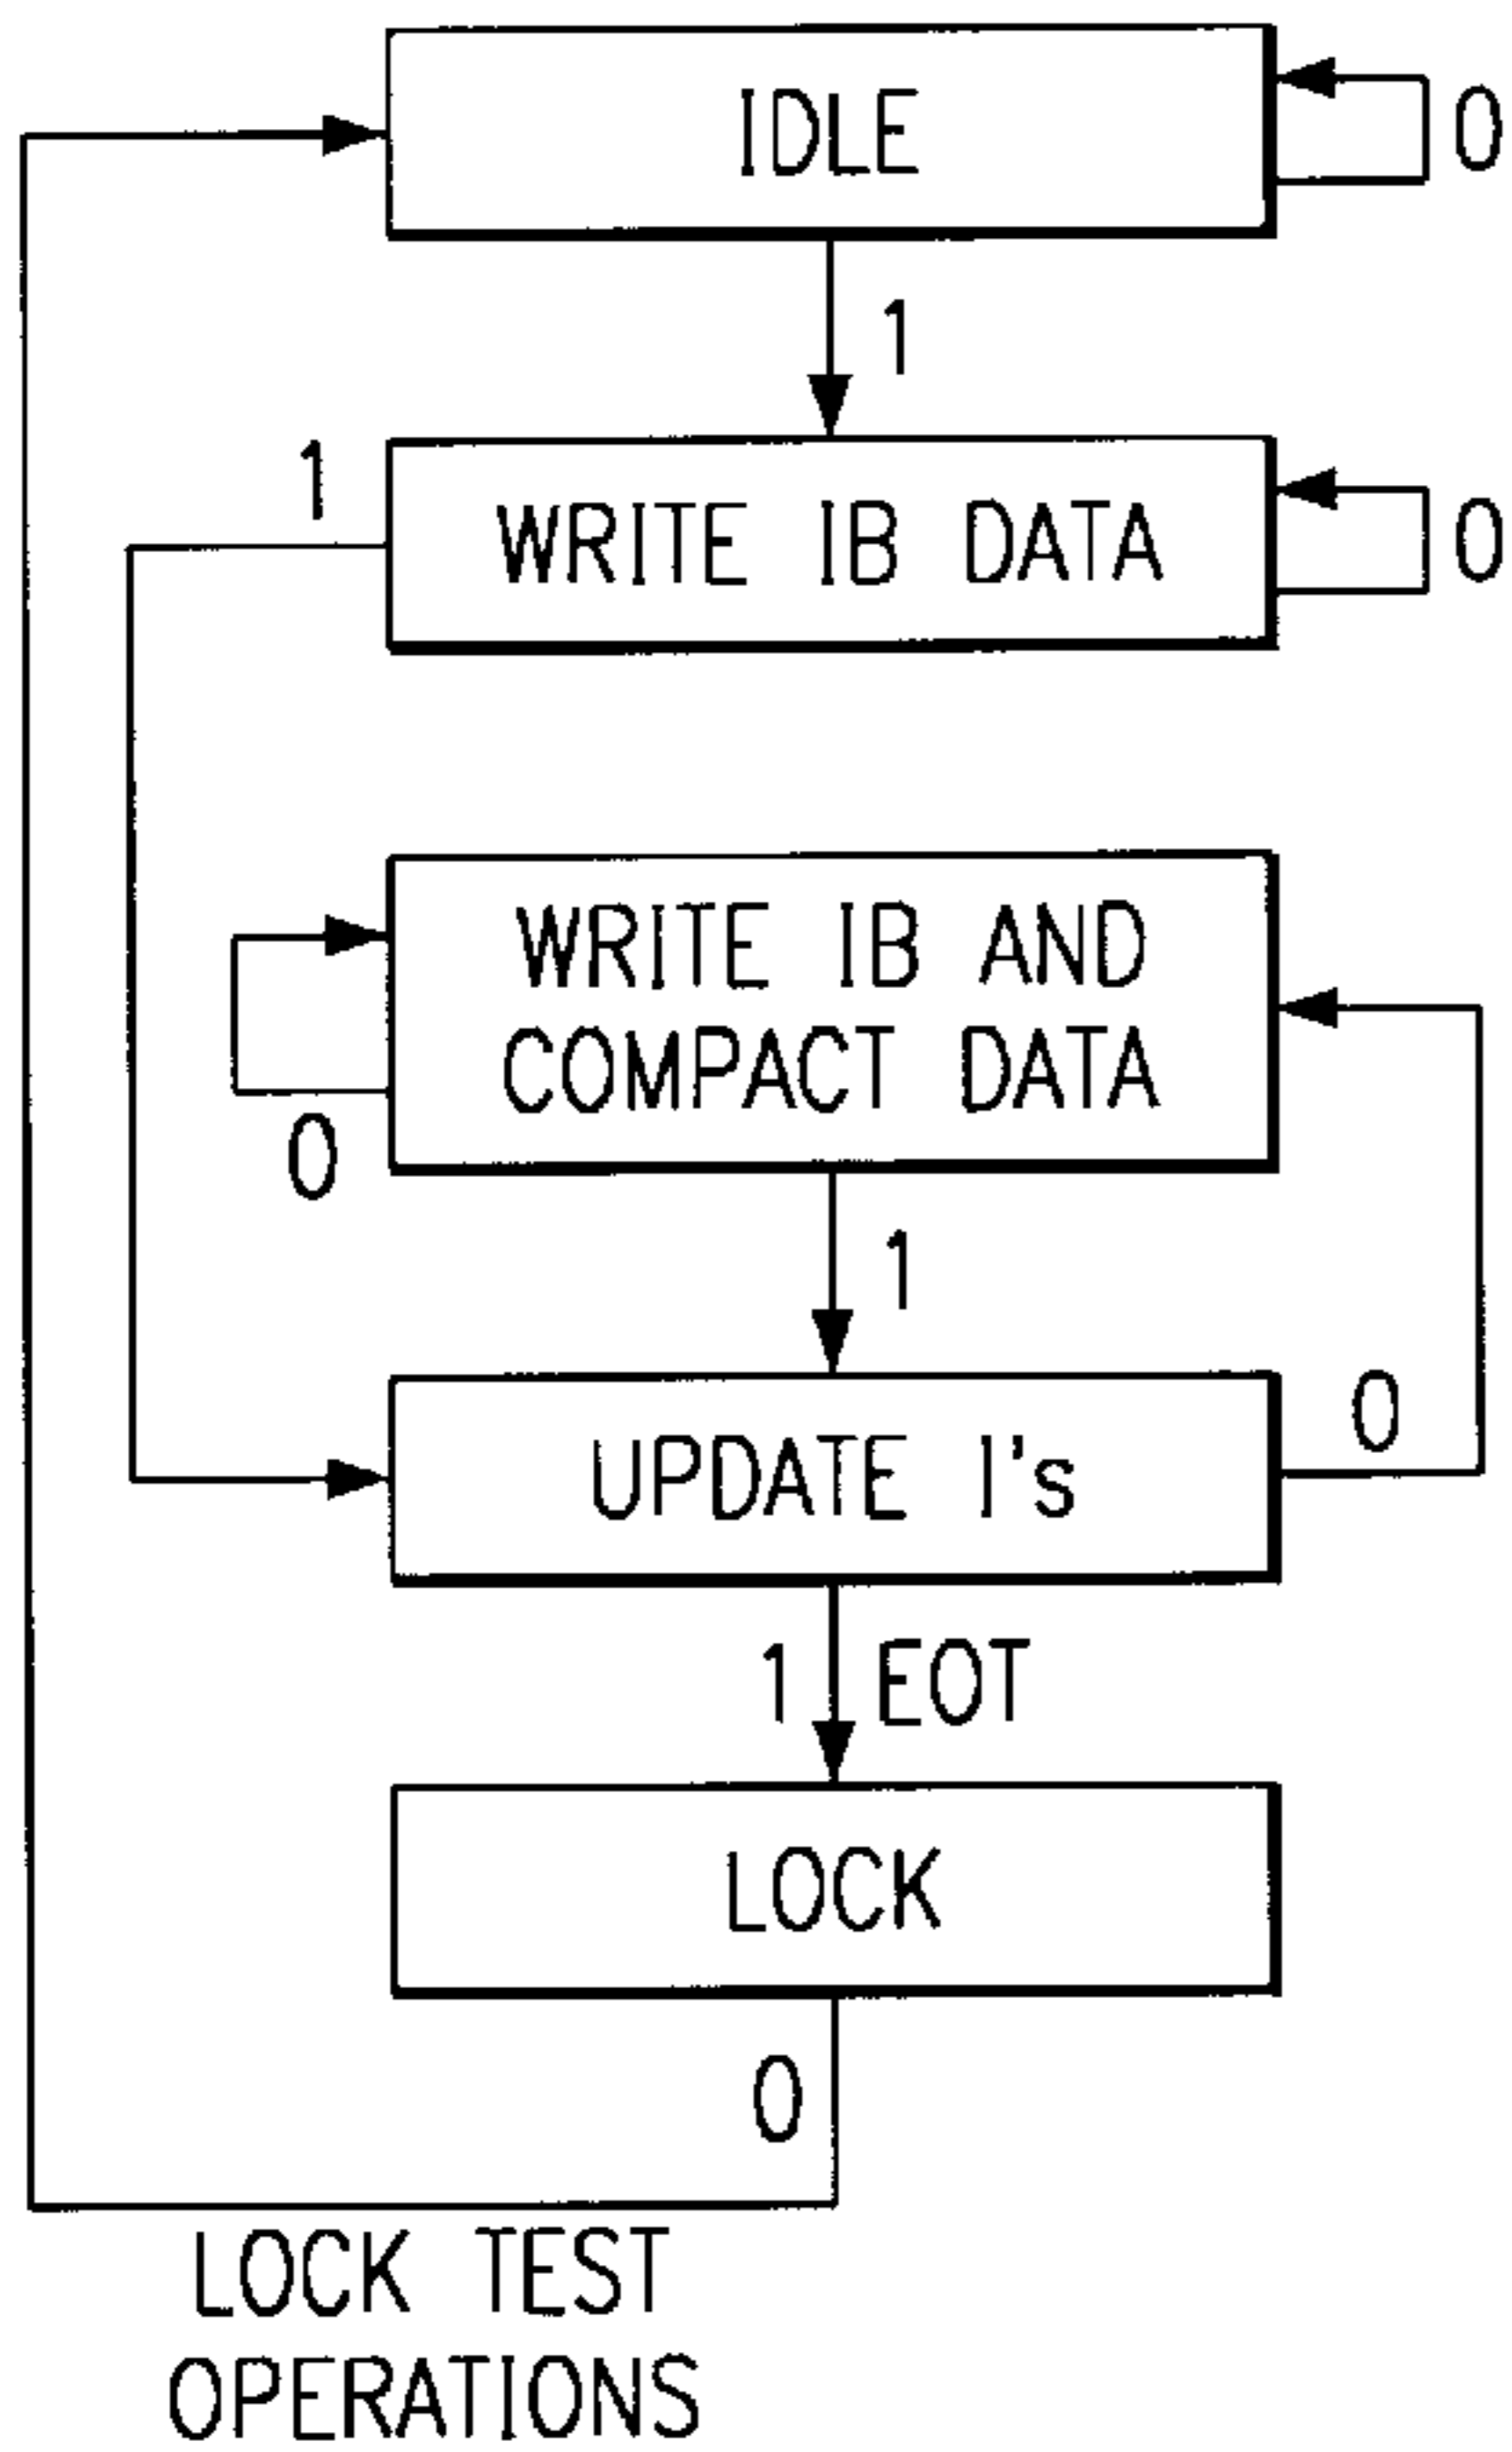 IDLE
0
1
1
WRITE IB DATA
0
WRITE IB AND
COMPACT DATA
0
1
UPDATE I's
0
1 EOT
LOCK
0
LOCK TEST
OPERATIONS